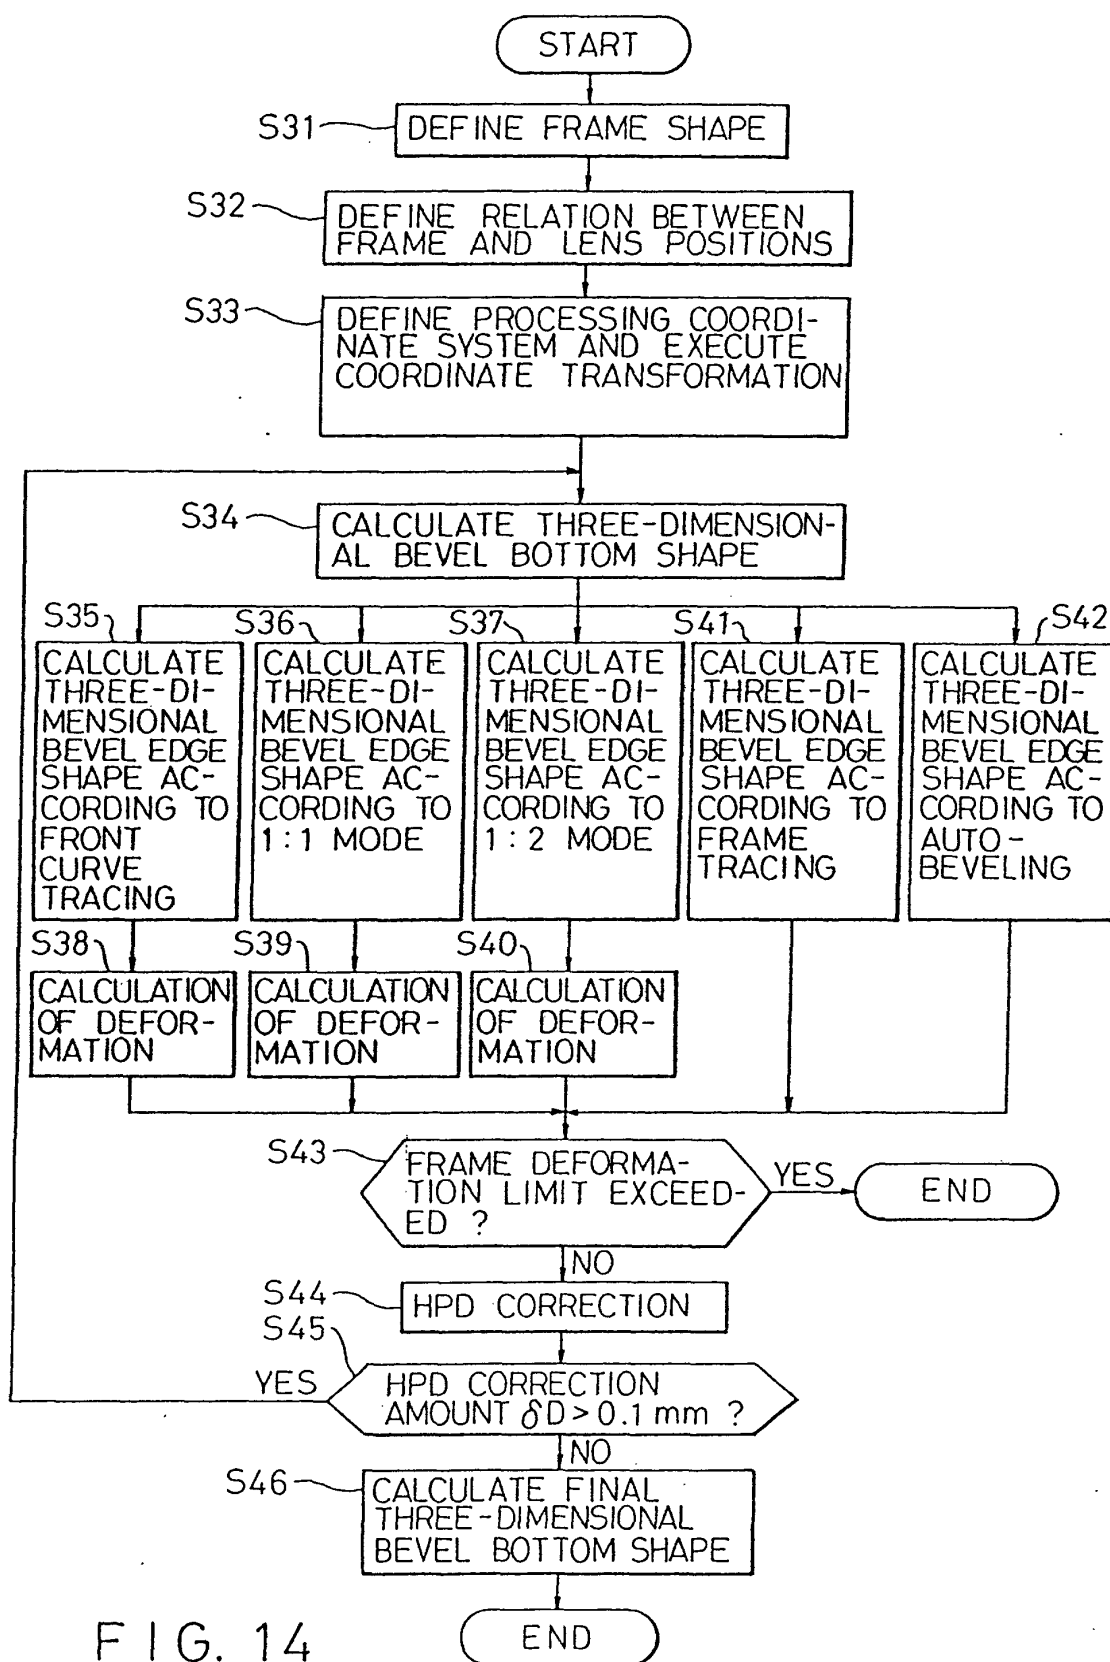 START
S31
DEFINE FRAME SHAPE
S32
DEFINE RELATION BETWEEN
FRAME AND LENS POSITIONS
S33
DEFINE PROCESSING COORDI-
NATE SYSTEM AND EXECUTE
COORDINATE TRANSFORMATION
S34
CALCULATE THREE-DIMENSION-
AL BEVEL BOTTOM SHAPE
S35
CALCULATE
THREE-DI-
MENSIONAL
BEVEL EDGE
SHAPE AC-
CORDING TO
FRONT
CURVE
TRACING
S36
CALCULATE
THREE-DI-
MENSIONAL
BEVEL EDGE
SHAPE AC-
CORDING TO
1:1 MODE
S37
CALCULATE
THREE-DI-
MENSIONAL
BEVEL EDGE
SHAPE AC-
CORDING TO
1:2 MODE
S41
CALCULATE
THREE-DI-
MENSIONAL
BEVEL EDGE
SHAPE AC-
CORDING TO
FRAME
TRACING
S42
CALCULATE
THREE-DI-
MENSIONAL
BEVEL EDGE
SHAPE AC-
CORDING TO
AUTO-
BEVELING
S38
CALCULATION
OF DEFOR-
MATION
S39
CALCULATION
OF DEFOR-
MATION
S40
CALCULATION
OF DEFOR-
MATION
S43
FRAME DEFORMA-
TION LIMIT EXCEED-
ED ?
YES
END
NO
S44
HPD CORRECTION
S45
YES
HPD CORRECTION
AMOUNT δD > 0.1 mm ?
NO
S46
CALCULATE FINAL
THREE-DIMENSIONAL
BEVEL BOTTOM SHAPE
END
FIG. 14